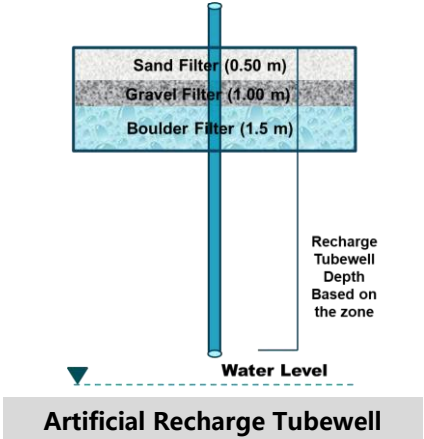 Sand Filter (0.50 m)
Gravel Filter (1.00 m)
Boulder Filter (1.5 m)
Recharge
Tubewell
Depth
Based on
the zone
Water Level
Artificial Recharge Tubewell